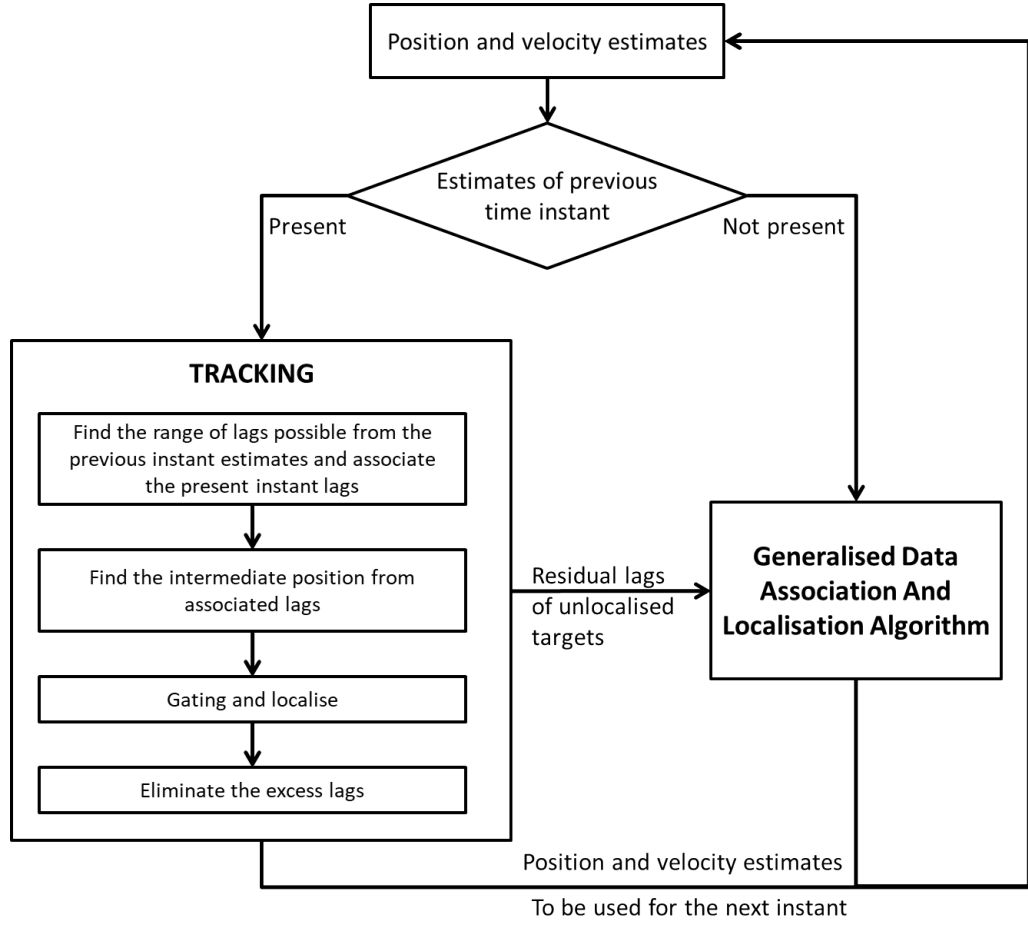 Position and velocity estimates
Estimates of previous
time instant
Present
Not present
TRACKING
Find the range of lags possible from the
previous instant estimates and associate
the present instant lags
Find the intermediate position from
associated lags
Gating and localise
Eliminate the excess lags
Residual lags
of unlocalised
targets
Generalised Data
Association And
Localisation Algorithm
Position and velocity estimates
To be used for the next instant